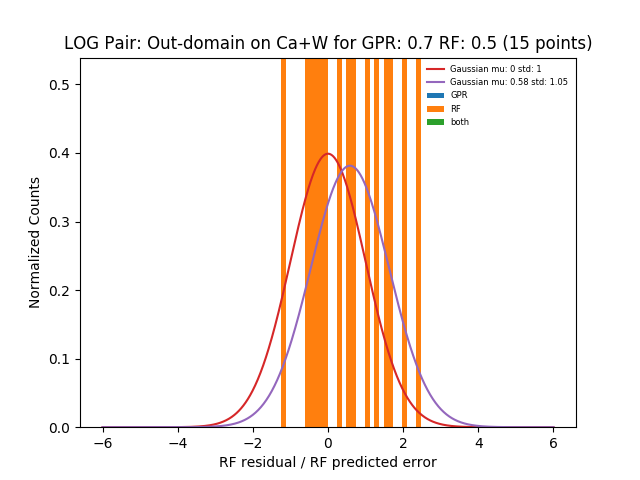 LOG Pair: Out-domain on Ca+W for GPR: 0.7 RF: 0.5 (15 points)
Gaussian mu: 0 std: 1
Gaussian mu: 0.58 std: 1.05
GPR
RF
both
Normalized Counts
0.5
0.4
0.3
0.2
0.1
0.0
−6 −4 −2 0 2 4 6
RF residual / RF predicted error